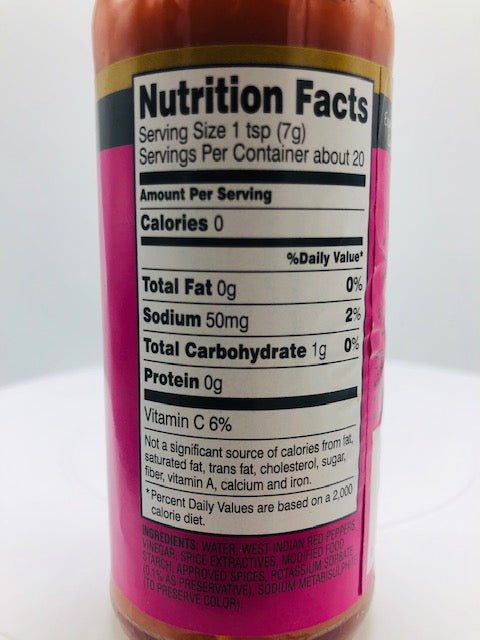 Nutrition Facts
Serving Size 1 tsp (7g)
Servings Per Container about 20
Amount Per Serving
Calories 0
%Daily Value*
Total Fat 0g 0%
Sodium 50mg 2%
Total Carbohydrate 1g 0%
Protein 0g
Vitamin C 6%
Not a significant source of calories from fat,
saturated fat, trans fat, cholesterol, sugar,
fiber, vitamin A, calcium and iron.
*Percent Daily Values are based on a 2,000
calorie diet.
INGREDIENTS: WATER, WEST INDIAN RED PEPPERS,
VINEGAR, SPICE EXTRACTIVES, MODIFIED FOOD
STARCH, APPROVED SPICES, POTASSIUM SORBATE
(0.1% AS PRESERVATIVE), SODIUM METABISULPHITE
(TO PRESERVE COLOR).